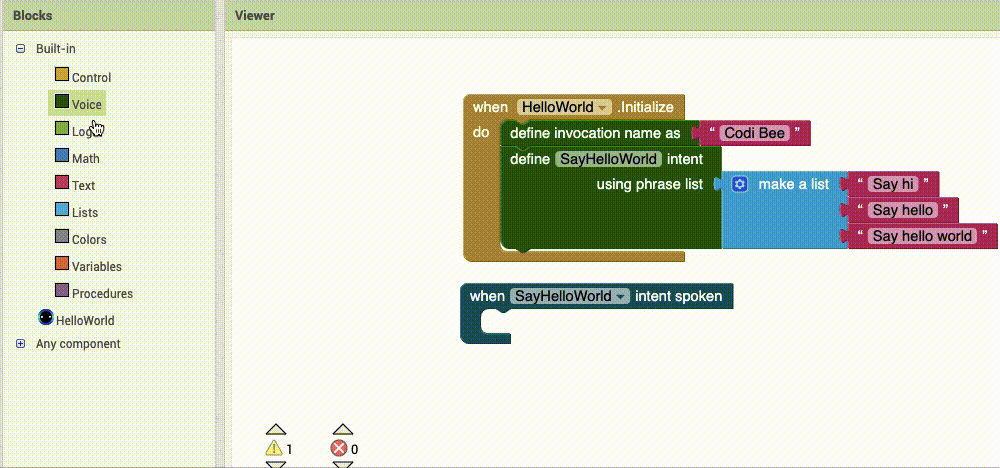 Blocks
Viewer
Built-in
Control
Voice
Logic
Math
Text
Lists
Colors
Variables
Procedures
HelloWorld
Any component
when HelloWorld .Initialize
do define invocation name as " Codi Bee "
define SayHelloWorld intent
using phrase list make a list " Say hi "
" Say hello "
" Say hello world "
when SayHelloWorld intent spoken
1 0